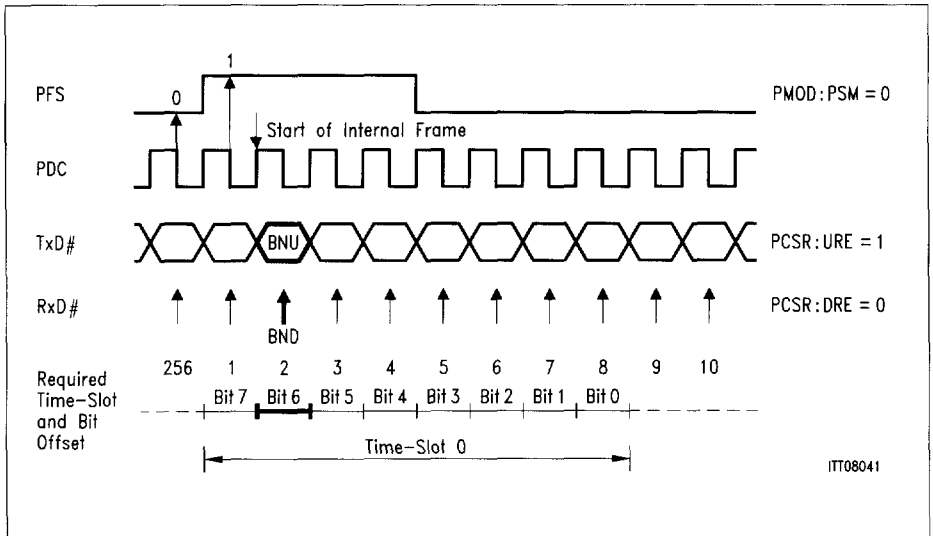 1
PFS
0
PMOD:PSM = 0
Start of Internal Frame
PDC
TxD#
BNU
PCSR:URE = 1
RxD#
PCSR:DRE = 0
BND
Required
Time-Slot
and Bit
Offset
256 1 2 3 4 5 6 7 8 9 10
Bit 7 Bit 6 Bit 5 Bit 4 Bit 3 Bit 2 Bit 1 Bit 0
Time-Slot 0
ITT08041